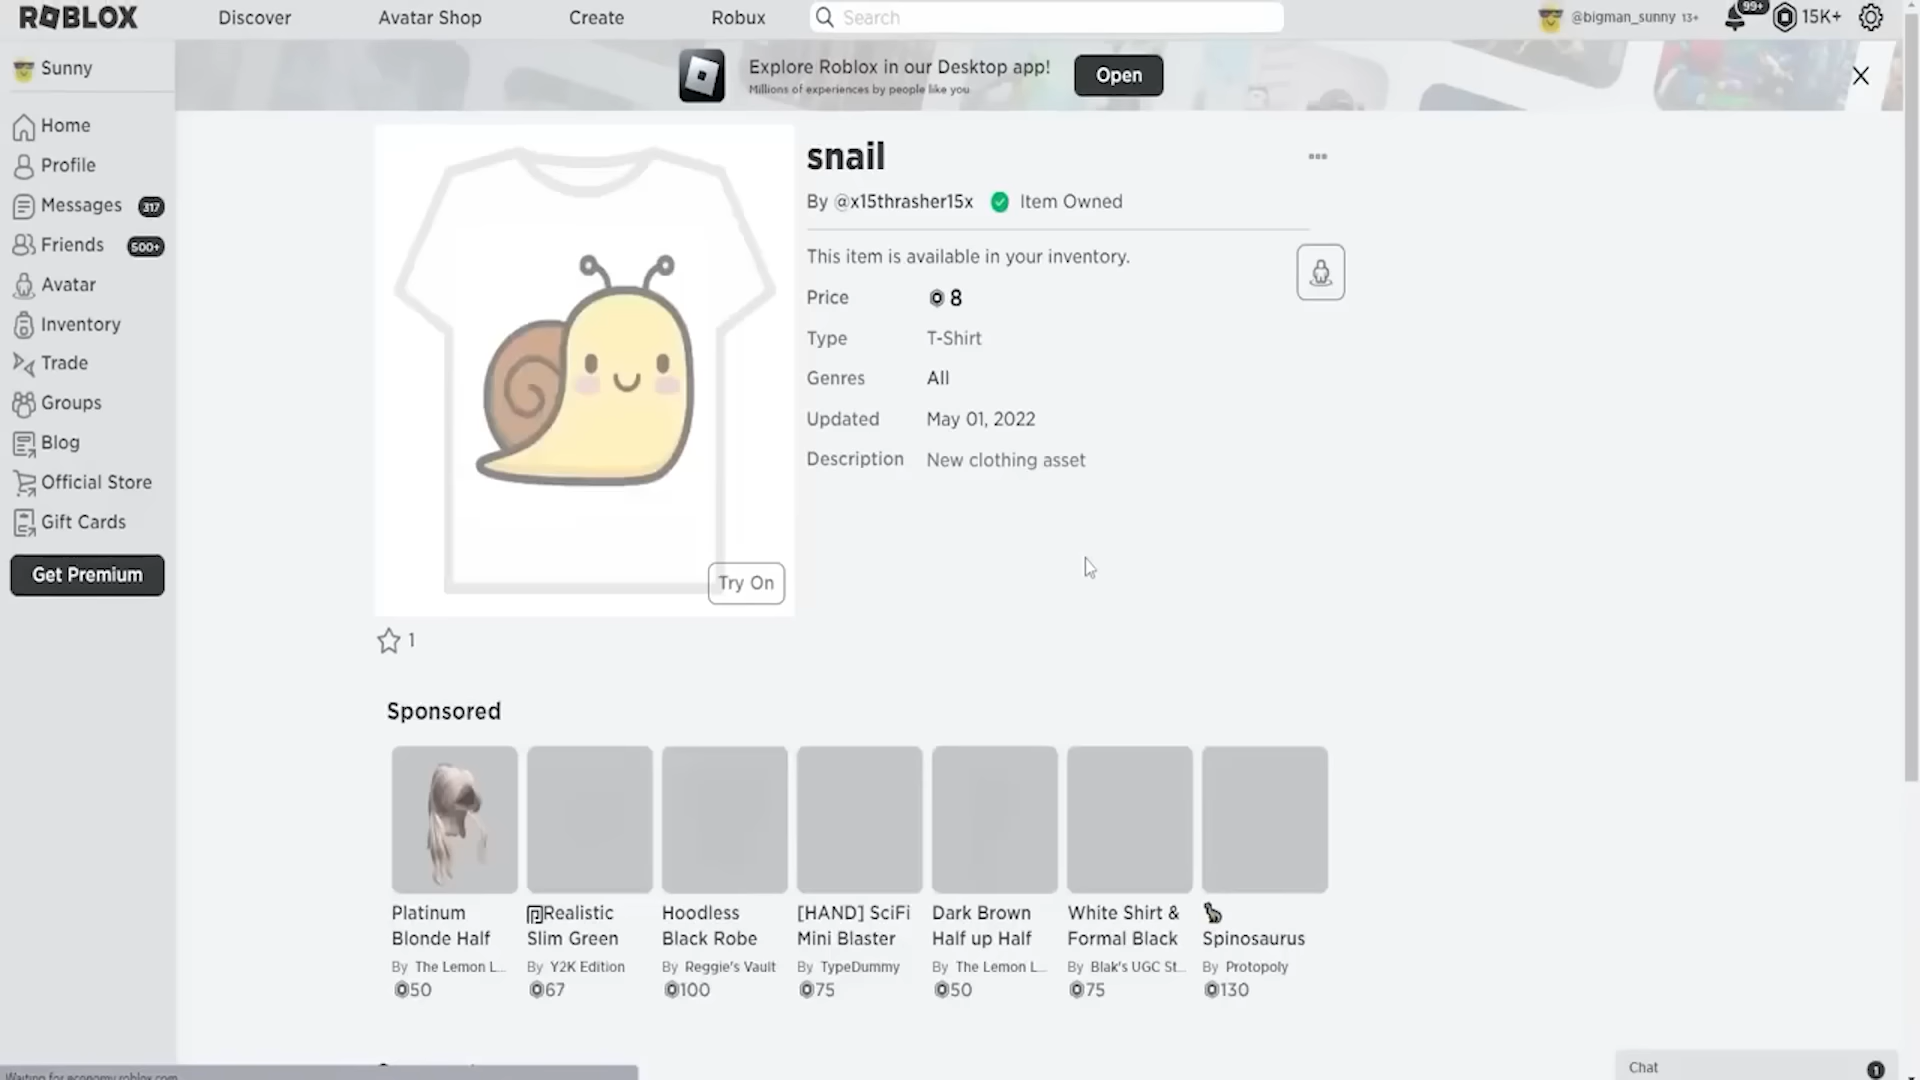 ROBLOX
Discover
Avatar Shop
Create
Robux
Search
@bigman_sunny 13+
99+
15K+
Sunny
Explore Roblox in our Desktop app!
Millions of experiences by people like you
Open
Home
Profile
Messages 317
Friends 500+
Avatar
Inventory
Trade
Groups
Blog
Official Store
Gift Cards
Get Premium
snail
By @x15thrasher15x Item Owned
This item is available in your inventory.
Price 8
Type T-Shirt
Genres All
Updated May 01, 2022
Description New clothing asset
Try On
1
Sponsored
Platinum
Blonde Half
By The Lemon L...
50
Realistic
Slim Green
By Y2K Edition
67
Hoodless
Black Robe
By Reggie's Vault
100
[HAND] SciFi
Mini Blaster
By TypeDummy
75
Dark Brown
Half up Half
By The Lemon L...
50
White Shirt &
Formal Black
By Blak's UGC St...
75
Spinosaurus
By Protopoly
130
Waiting for economy.roblox.com
Chat
1